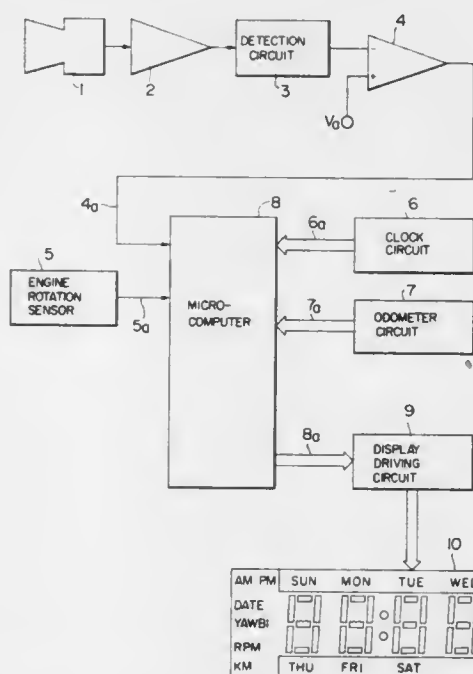 4
DETECTION
CIRCUIT
1
2
3
Va
4a
8
6
6a
CLOCK
CIRCUIT
5
7
ENGINE
ROTATION
SENSOR
5a
MICRO-
COMPUTER
7a
ODOMETER
CIRCUIT
9
8a
DISPLAY
DRIVING
CIRCUIT
10
AM PM SUN MON TUE WED
DATE
YAWBI
RPM
KM THU FRI SAT